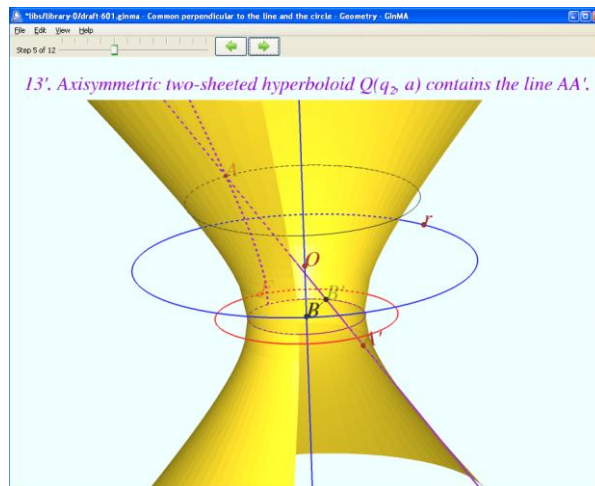 *libs/library-0/draft-601.ginma - Common perpendicular to the line and the circle - Geometry - GInMA
File Edit View Help
Step 5 of 12
13'. Axisymmetric two-sheeted hyperboloid Q(q₂, a) contains the line AA'.
A
r
O
F
B'
B
A'